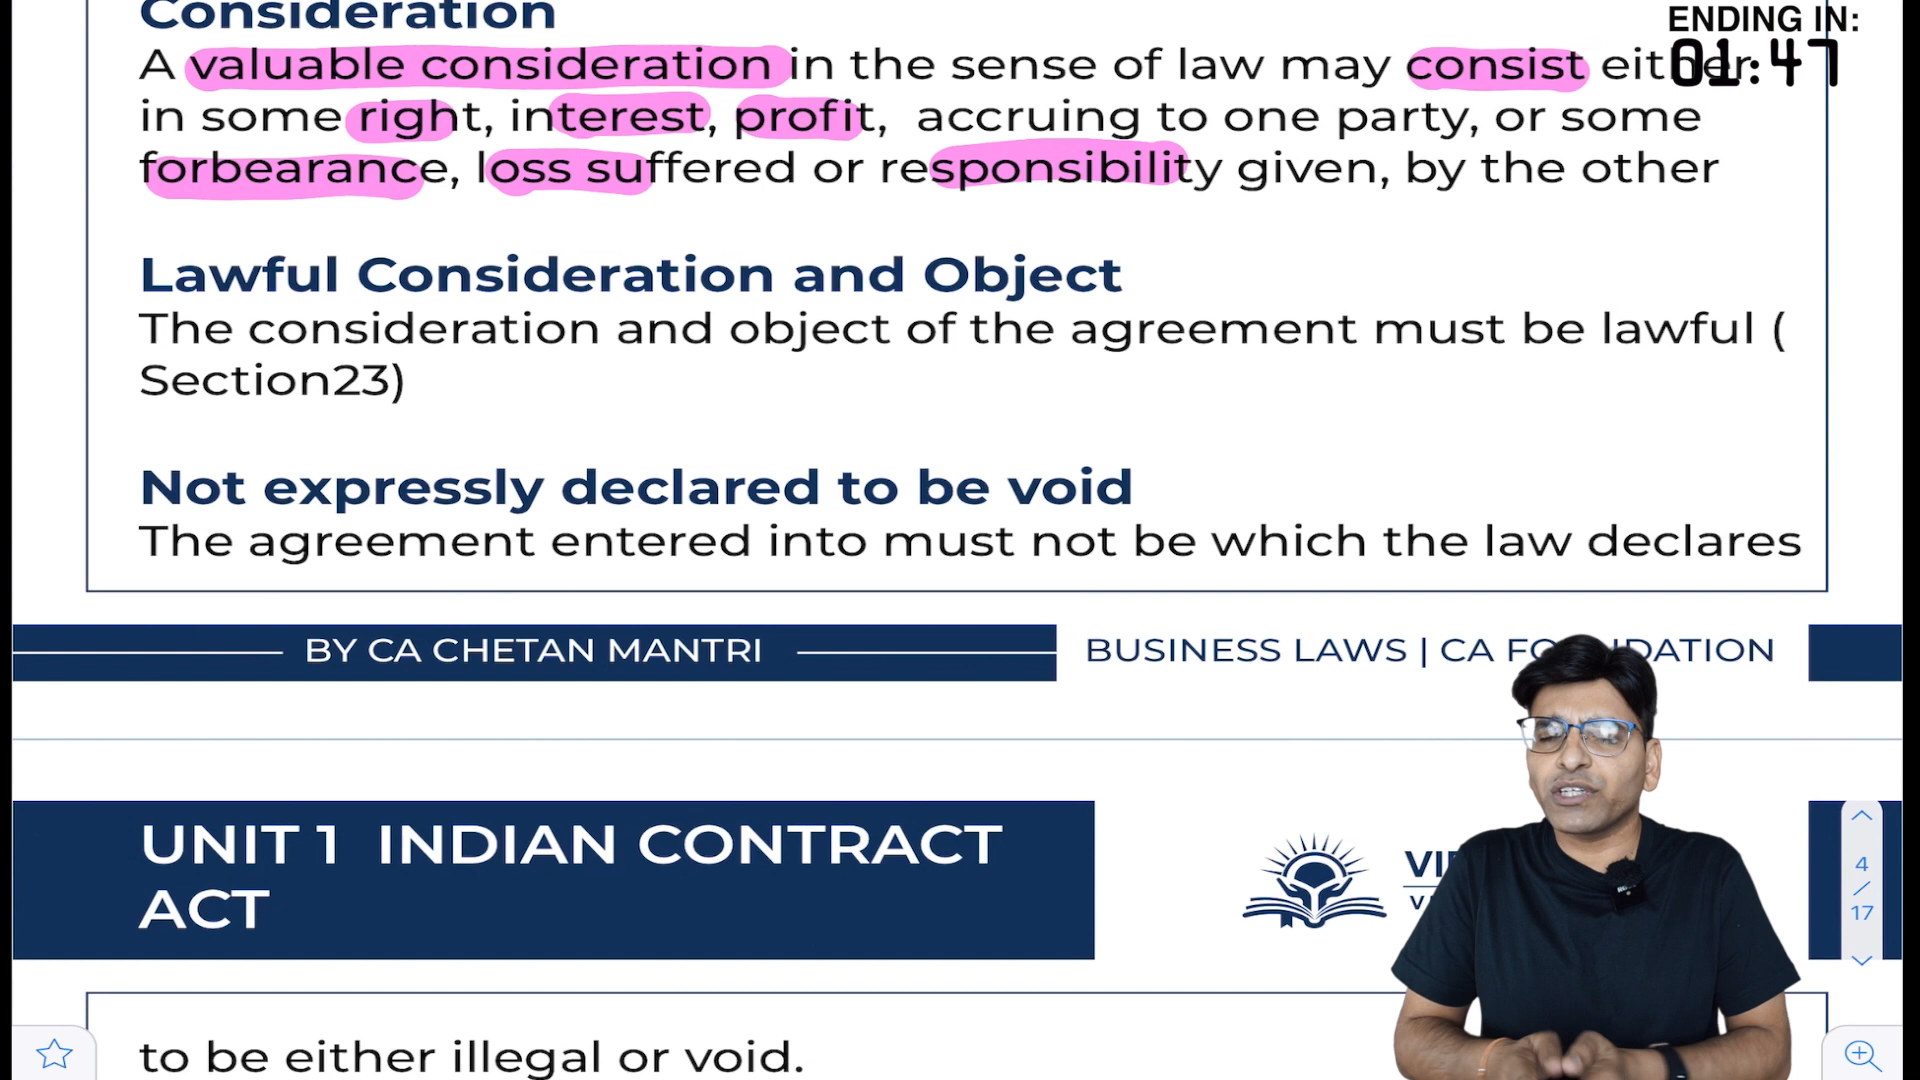 Consideration
ENDING IN:
01:47
A valuable consideration in the sense of law may consist either
in some right, interest, profit, accruing to one party, or some
forbearance, loss suffered or responsibility given, by the other
Lawful Consideration and Object
The consideration and object of the agreement must be lawful (
Section23)
Not expressly declared to be void
The agreement entered into must not be which the law declares
BY CA CHETAN MANTRI
BUSINESS LAWS | CA FOUNDATION
UNIT 1 INDIAN CONTRACT
ACT
4
/
17
to be either illegal or void.